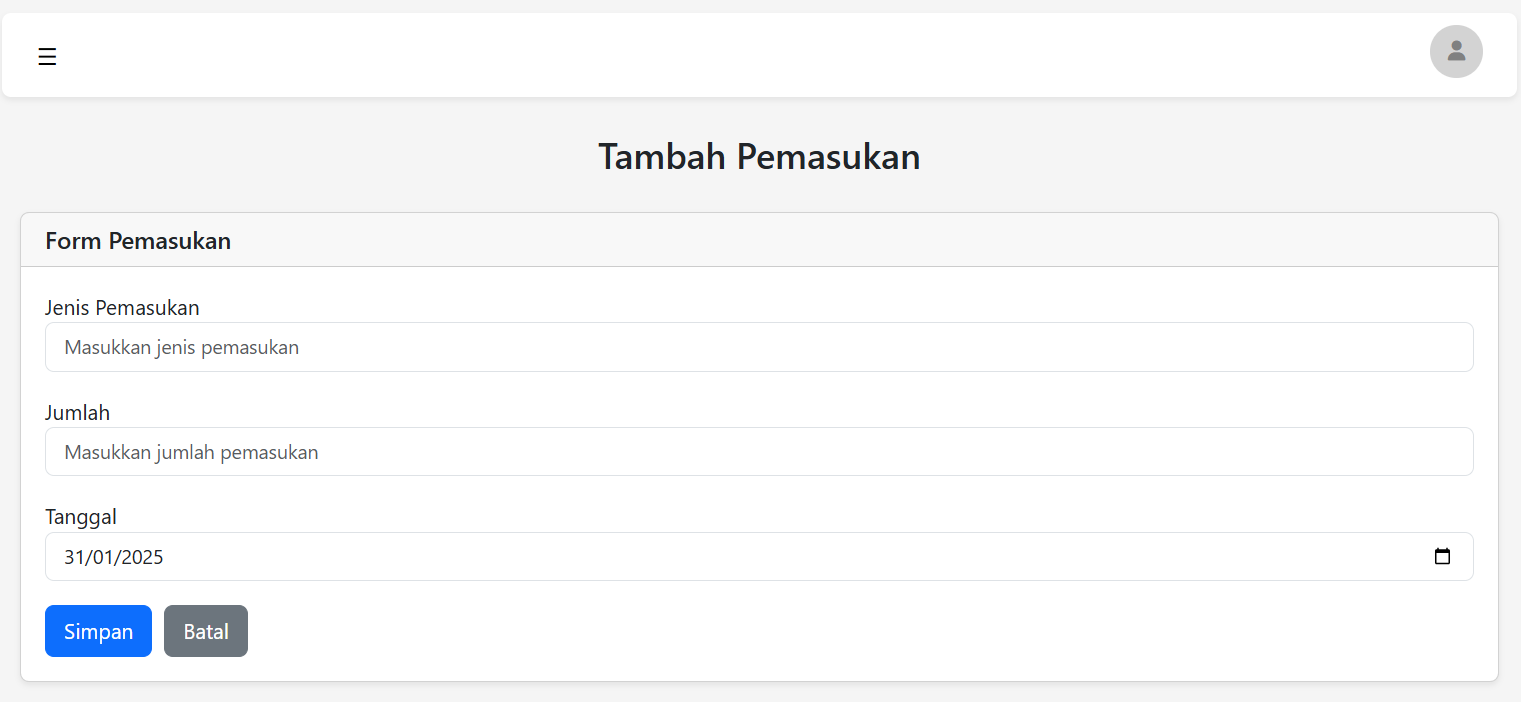 Tambah Pemasukan
Form Pemasukan
Jenis Pemasukan
Masukkan jenis pemasukan
Jumlah
Masukkan jumlah pemasukan
Tanggal
31/01/2025
Simpan Batal